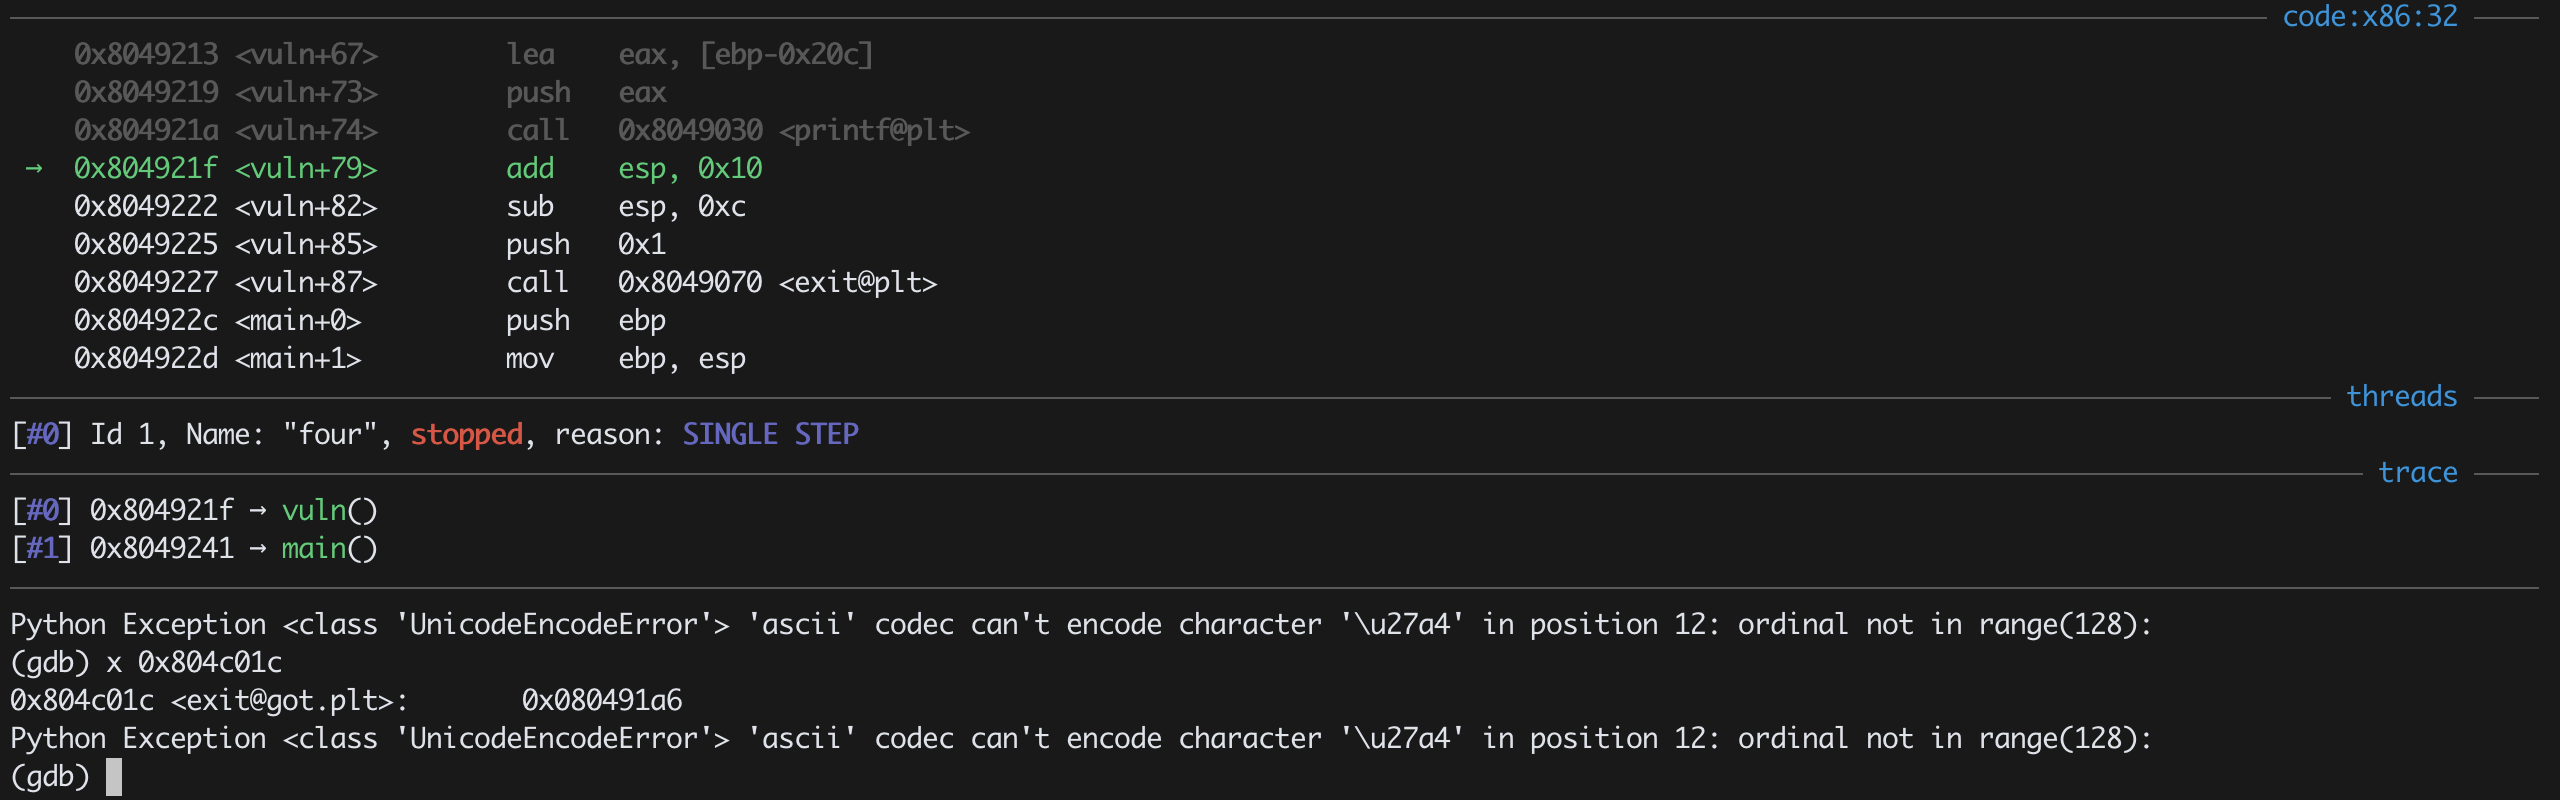 code:x86:32
0x8049213 <vuln+67> lea eax, [ebp-0x20c]
0x8049219 <vuln+73> push eax
0x804921a <vuln+74> call 0x8049030 <printf@plt>
→ 0x804921f <vuln+79> add esp, 0x10
0x8049222 <vuln+82> sub esp, 0xc
0x8049225 <vuln+85> push 0x1
0x8049227 <vuln+87> call 0x8049070 <exit@plt>
0x804922c <main+0> push ebp
0x804922d <main+1> mov ebp, esp
threads
[#0] Id 1, Name: "four", stopped, reason: SINGLE STEP
trace
[#0] 0x804921f → vuln()
[#1] 0x8049241 → main()
Python Exception <class 'UnicodeEncodeError'> 'ascii' codec can't encode character '\u27a4' in position 12: ordinal not in range(128):
(gdb) x 0x804c01c
0x804c01c <exit@got.plt>: 0x080491a6
Python Exception <class 'UnicodeEncodeError'> 'ascii' codec can't encode character '\u27a4' in position 12: ordinal not in range(128):
(gdb)